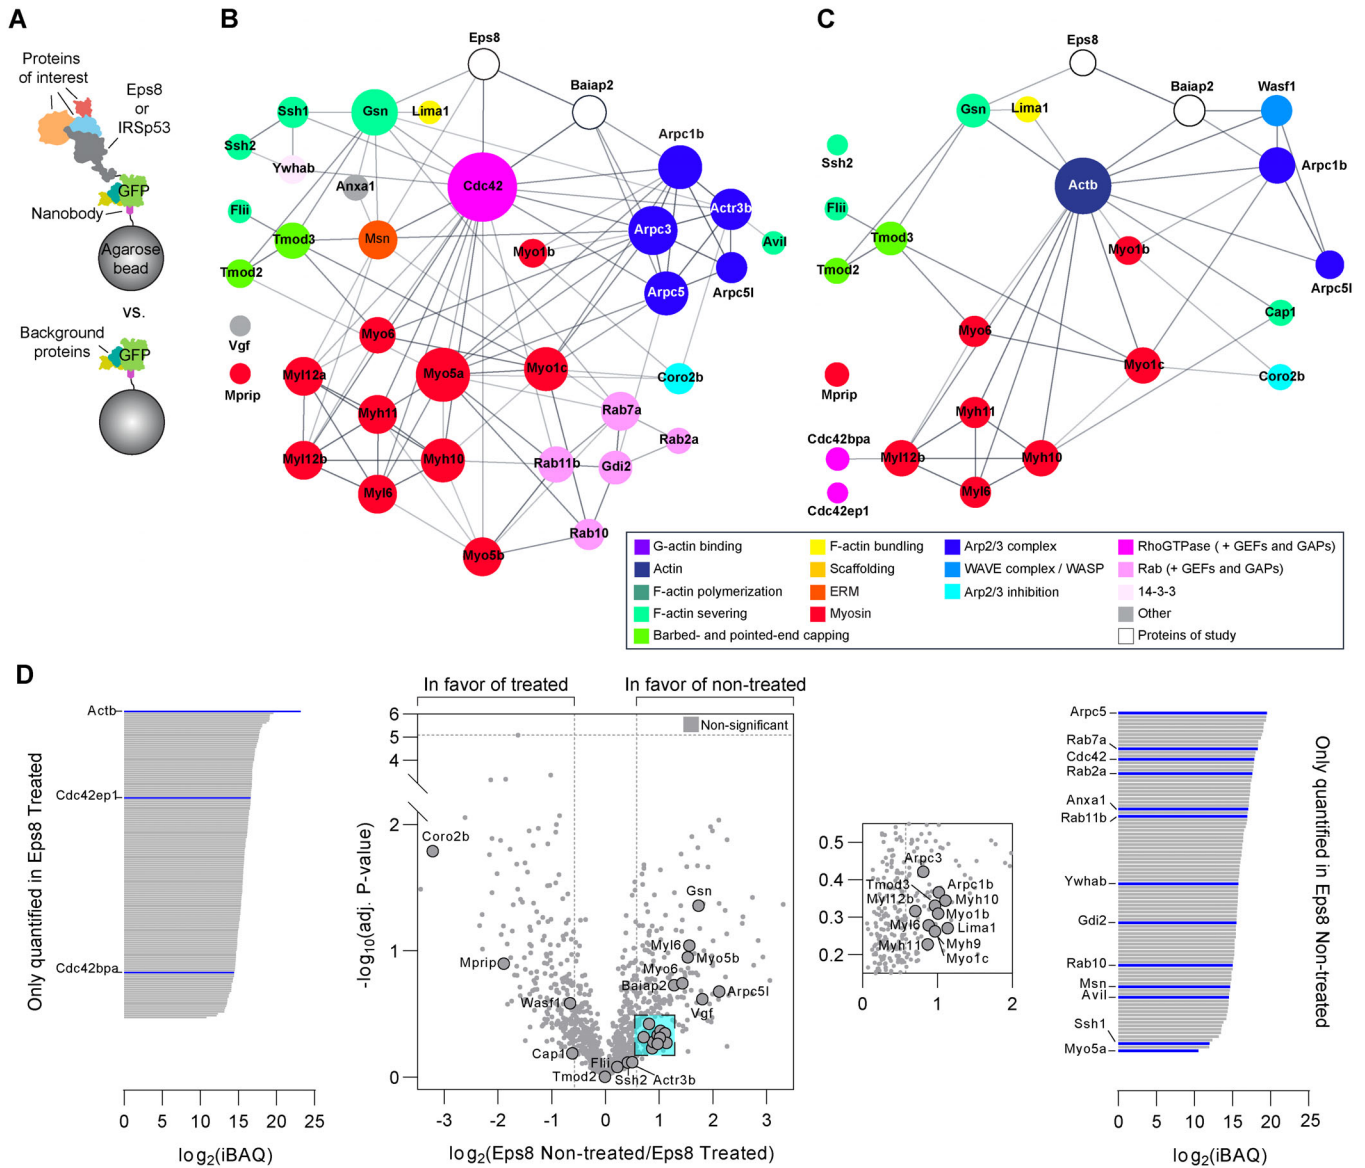 A
Proteins
of interest
Eps8
or
IRSp53
GFP
Nanobody
Agarose
bead
vs.
Background
proteins
GFP
B
Eps8
Baiap2
Ssh1
Gsn
Lima1
Arpc1b
Ssh2
Ywhab
Anxa1
Cdc42
Actr3b
Flii
Arpc3
Tmod3
Msn
Myo1b
Avil
Tmod2
Arpc5
Arpc5l
Vgf
Myo6
Mprip
Myl12a
Myo5a
Myo1c
Coro2b
Myh11
Rab7a
Rab2a
Myl12b
Myh10
Rab11b
Gdi2
Myl6
Rab10
Myo5b
C
Eps8
Baiap2
Wasf1
Gsn
Lima1
Ssh2
Arpc1b
Actb
Flii
Tmod3
Myo1b
Tmod2
Arpc5l
Cap1
Myo6
Myo1c
Mprip
Coro2b
Myh11
Cdc42bpa
Myl12b
Myh10
Myl6
Cdc42ep1
G-actin binding
Actin
F-actin polymerization
F-actin severing
Barbed- and pointed-end capping
F-actin bundling
Scaffolding
ERM
Myosin
Arp2/3 complex
WAVE complex / WASP
Arp2/3 inhibition
RhoGTPase ( + GEFs and GAPs)
Rab (+ GEFs and GAPs)
14-3-3
Other
Proteins of study
D
Only quantified in Eps8 Treated
Actb
Cdc42ep1
Cdc42bpa
0 5 10 15 20 25
log2(iBAQ)
In favor of treated
In favor of non-treated
Non-significant
-log10(adj. P-value)
6
5
4
2
1
0
Coro2b
Gsn
Myl6
Mprip
Myo5b
Myo6
Baiap2
Arpc5l
Wasf1
Vgf
Cap1
Flii
Tmod2
Ssh2
Actr3b
-3 -2 -1 0 1 2 3
log2(Eps8 Non-treated/Eps8 Treated)
0.5
0.4
0.3
0.2
Arpc3
Tmod3
Arpc1b
Myl12b
Myh10
Myo1b
Myl6
Lima1
Myh11
Myh9
Myo1c
0 1 2
Arpc5
Rab7a
Cdc42
Rab2a
Anxa1
Rab11b
Ywhab
Gdi2
Rab10
Msn
Avil
Ssh1
Myo5a
0 5 10 15 20 25
log2(iBAQ)
Only quantified in Eps8 Non-treated